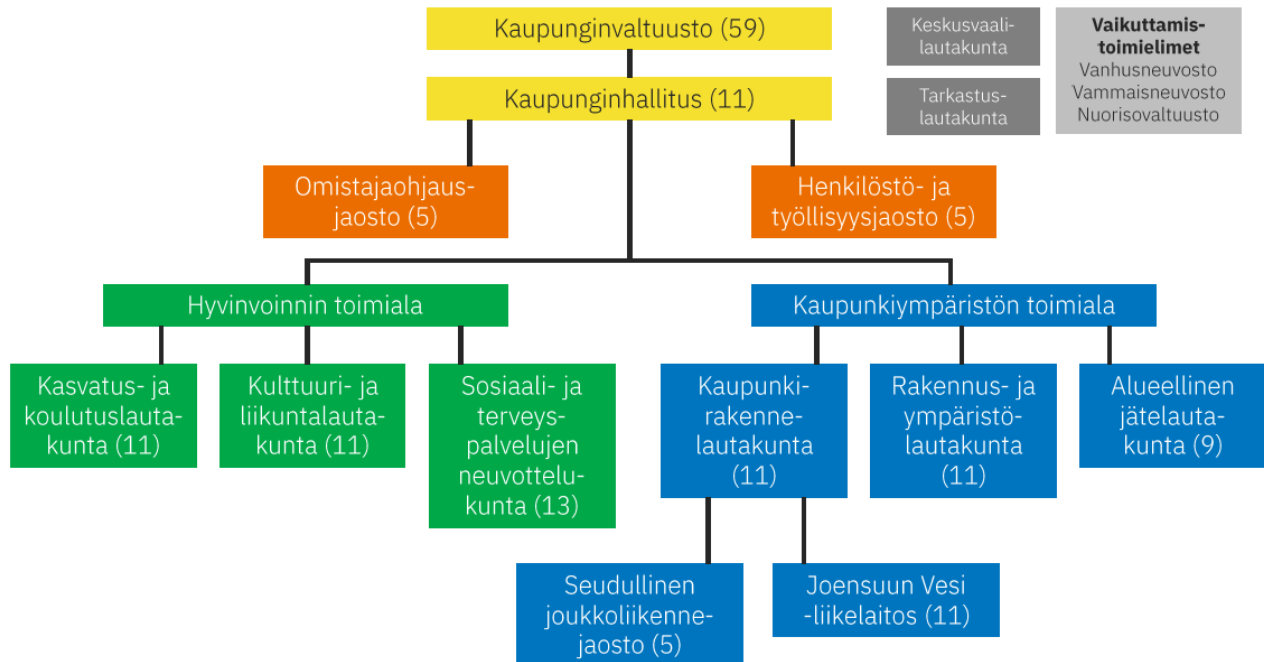 Kaupunginvaltuusto (59)
Kaupunginhallitus (11)
Keskusvaali-
lautakunta
Tarkastus-
lautakunta
Vaikuttamis-
toimielimet
Vanhusneuvosto
Vammaisneuvosto
Nuorisovaltuusto
Omistajaohjaus-
jaosto (5)
Henkilöstö- ja
työllisyysjaosto (5)
Hyvinvoinnin toimiala
Kaupunkiympäristön toimiala
Kasvatus- ja
koulutuslauta-
kunta (11)
Kulttuuri- ja
liikuntalauta-
kunta (11)
Sosiaali- ja
terveys-
palvelujen
neuvottelu-
kunta (13)
Kaupunki-
rakenne-
lautakunta
(11)
Rakennus- ja
ympäristö-
lautakunta
(11)
Alueellinen
jätelauta-
kunta (9)
Seudullinen
joukkoliikenne-
jaosto (5)
Joensuun Vesi
-liikelaitos (11)